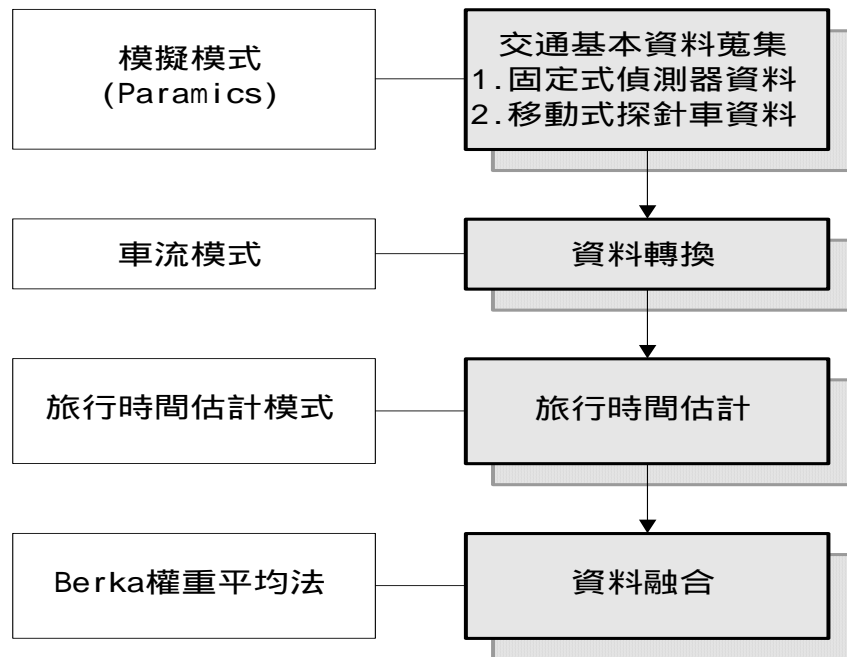 模擬模式
(Paramics)
交通基本資料蒐集
1.固定式偵測器資料
2.移動式探針車資料
車流模式
資料轉換
旅行時間估計模式
旅行時間估計
Berka權重平均法
資料融合